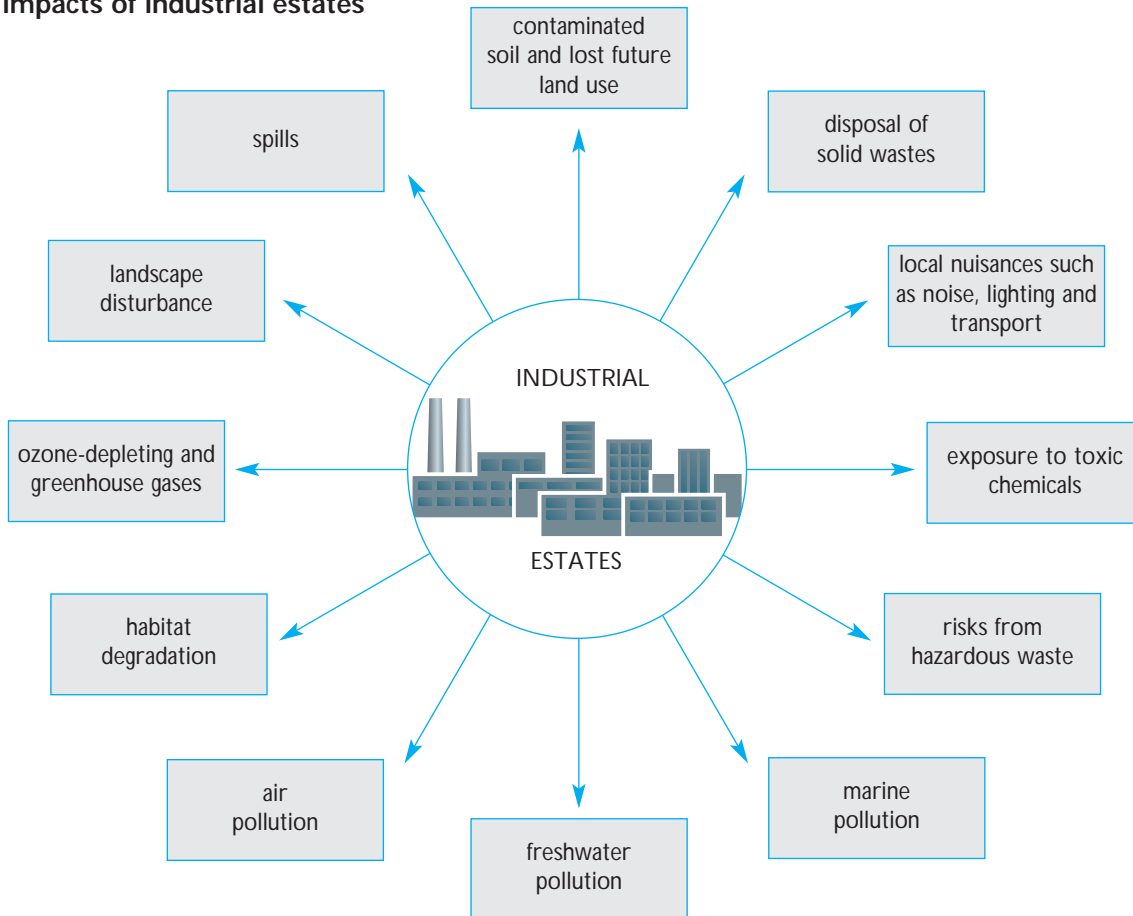 impacts of industrial estates
contaminated
soil and lost future
land use
spills
disposal of
solid wastes
landscape
disturbance
local nuisances such
as noise, lighting and
transport
INDUSTRIAL
ESTATES
ozone-depleting and
greenhouse gases
exposure to toxic
chemicals
habitat
degradation
risks from
hazardous waste
air
pollution
marine
pollution
freshwater
pollution